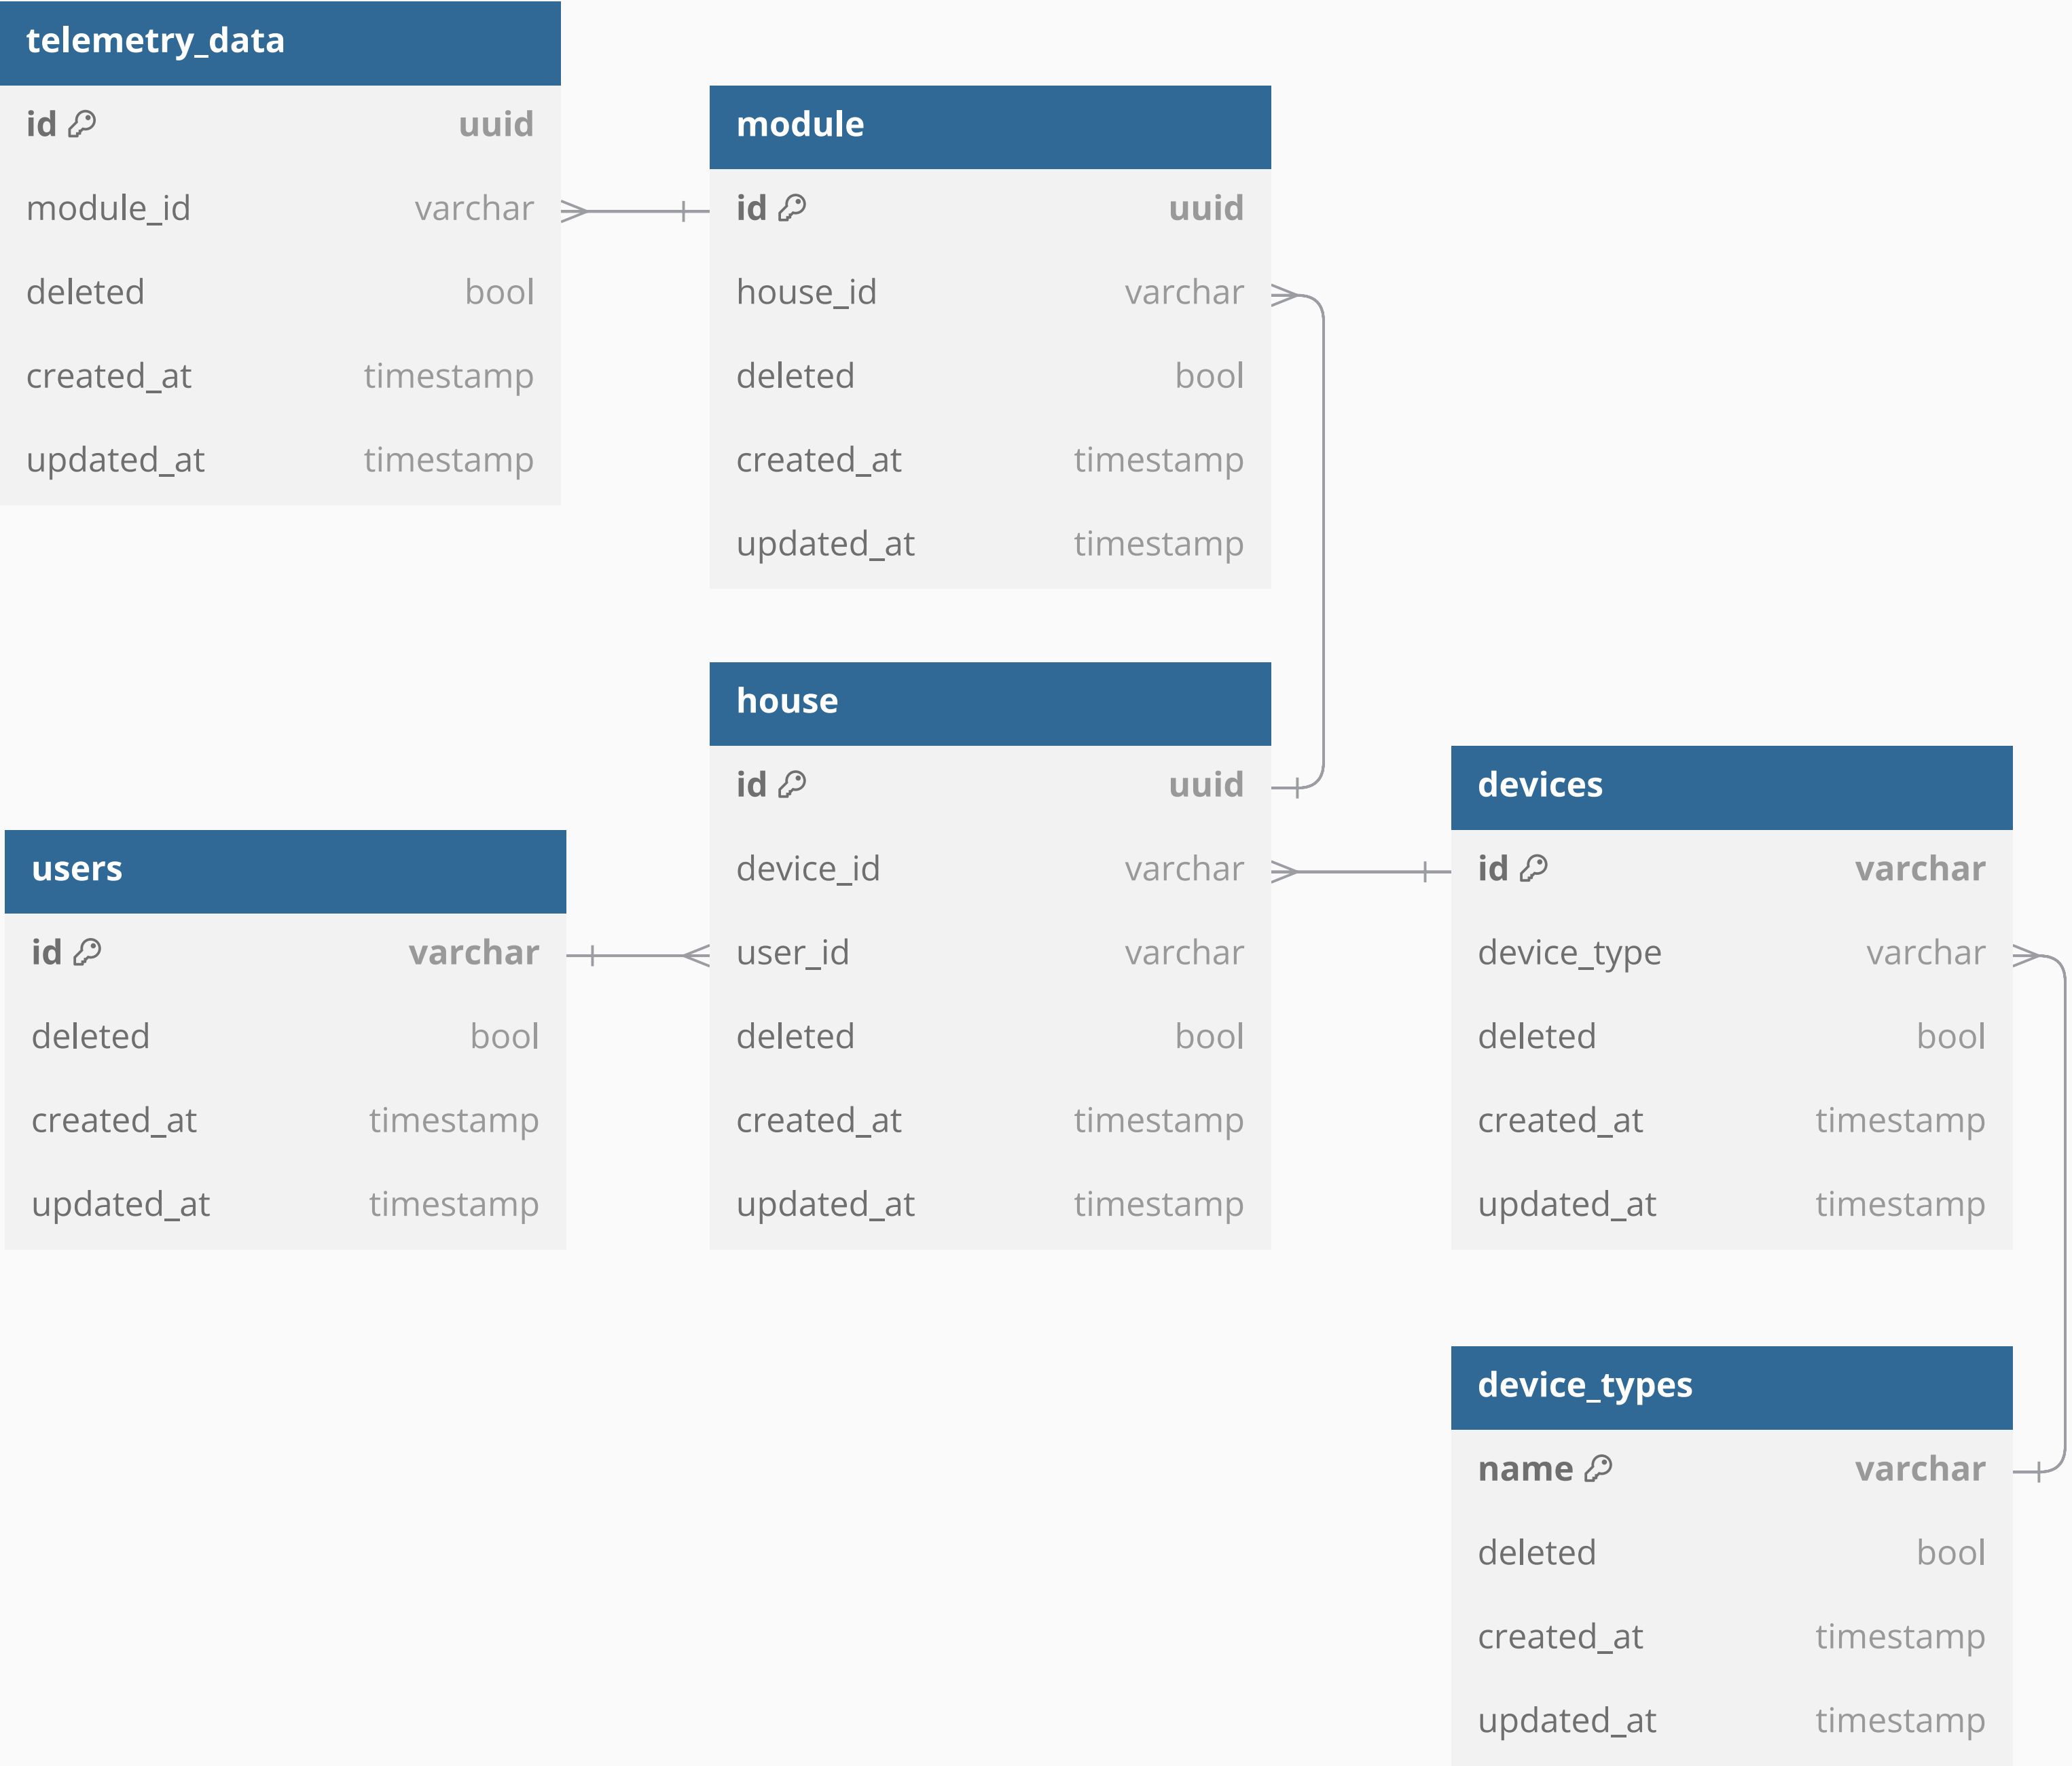 telemetry_data
id uuid
module_id varchar
deleted bool
created_at timestamp
updated_at timestamp
module
id uuid
house_id varchar
deleted bool
created_at timestamp
updated_at timestamp
house
id uuid
device_id varchar
user_id varchar
deleted bool
created_at timestamp
updated_at timestamp
users
id varchar
deleted bool
created_at timestamp
updated_at timestamp
devices
id varchar
device_type varchar
deleted bool
created_at timestamp
updated_at timestamp
device_types
name varchar
deleted bool
created_at timestamp
updated_at timestamp